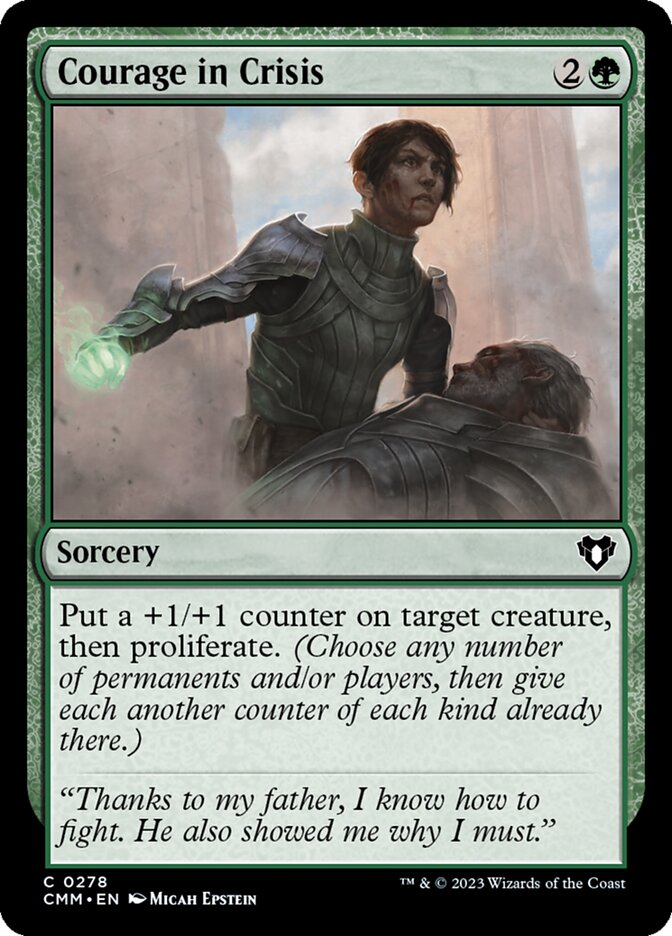 Courage in Crisis 2
Sorcery
Put a +1/+1 counter on target creature,
then proliferate. (Choose any number
of permanents and/or players, then give
each another counter of each kind already
there.)
“Thanks to my father, I know how to
fight. He also showed me why I must.”
C 0278
CMM • EN Micah Epstein
™ & © 2023 Wizards of the Coast